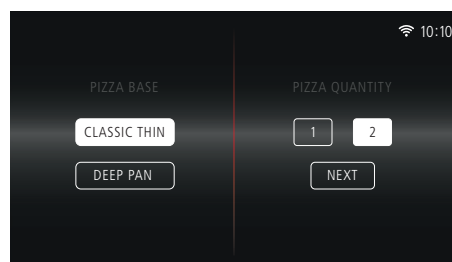 10:10
PIZZA BASE
CLASSIC THIN
DEEP PAN
PIZZA QUANTITY
1 2
NEXT